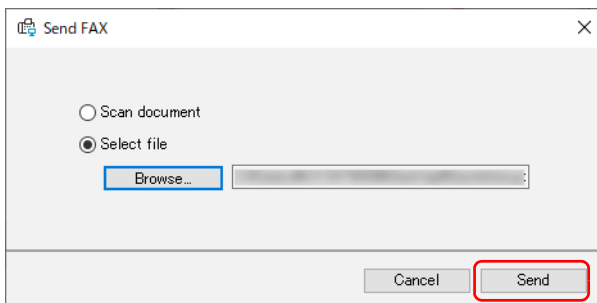 Send FAX
Scan document
Select file
Browse...
Cancel
Send